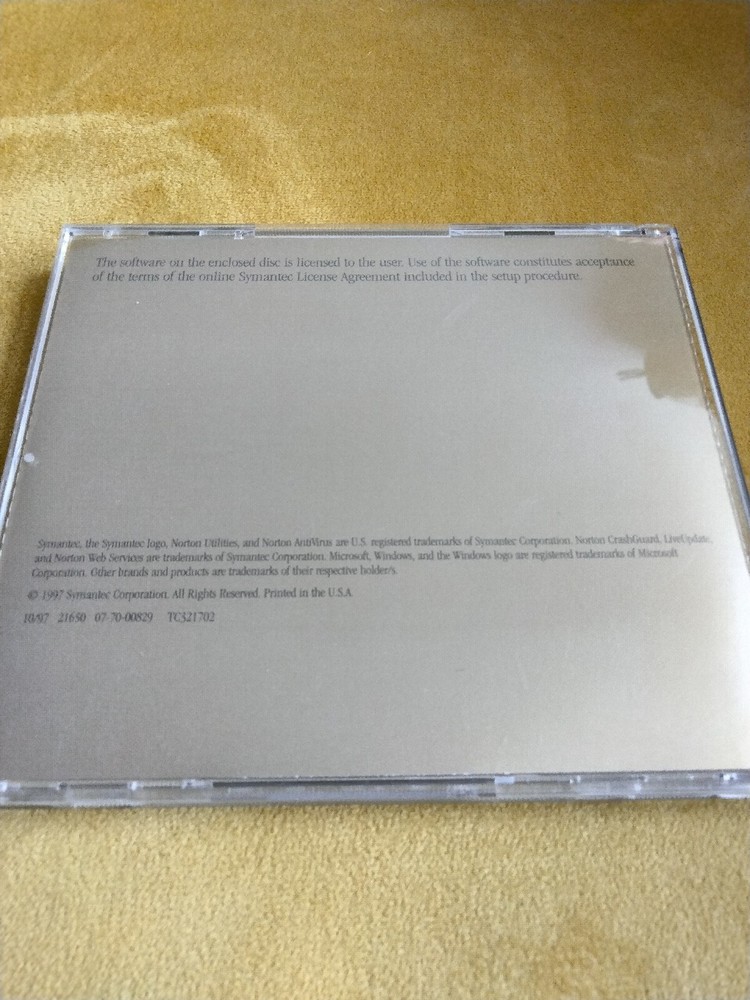 The software on the enclosed disc is licensed to the user. Use of the software constitutes acceptance
of the terms of the online Symantec License Agreement included in the setup procedure.
Symantec, the Symantec logo, Norton Utilities, and Norton AntiVirus are U.S. registered trademarks of Symantec Corporation. Norton CrashGuard, LiveUpdate,
and Norton Web Services are trademarks of Symantec Corporation. Microsoft, Windows, and the Windows logo are registered trademarks of Microsoft
Corporation. Other brands and products are trademarks of their respective holder/s.
© 1997 Symantec Corporation. All Rights Reserved. Printed in the U.S.A.
10/97 21650 07-70-00829 TC321702